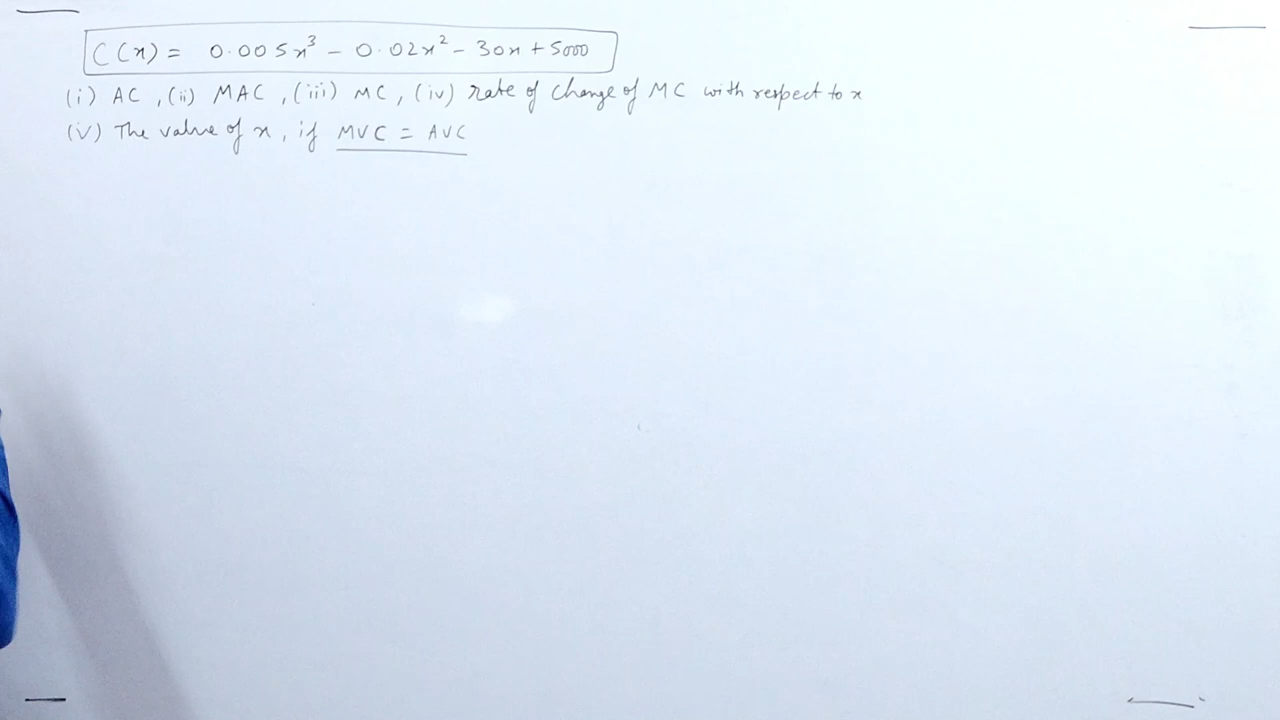 C(x) = 0.005x³ - 0.02x² - 30x + 5000
(i) AC, (ii) MAC, (iii) MC, (iv) rate of change of MC with respect to x
(v) The value of x, if MVC = AVC